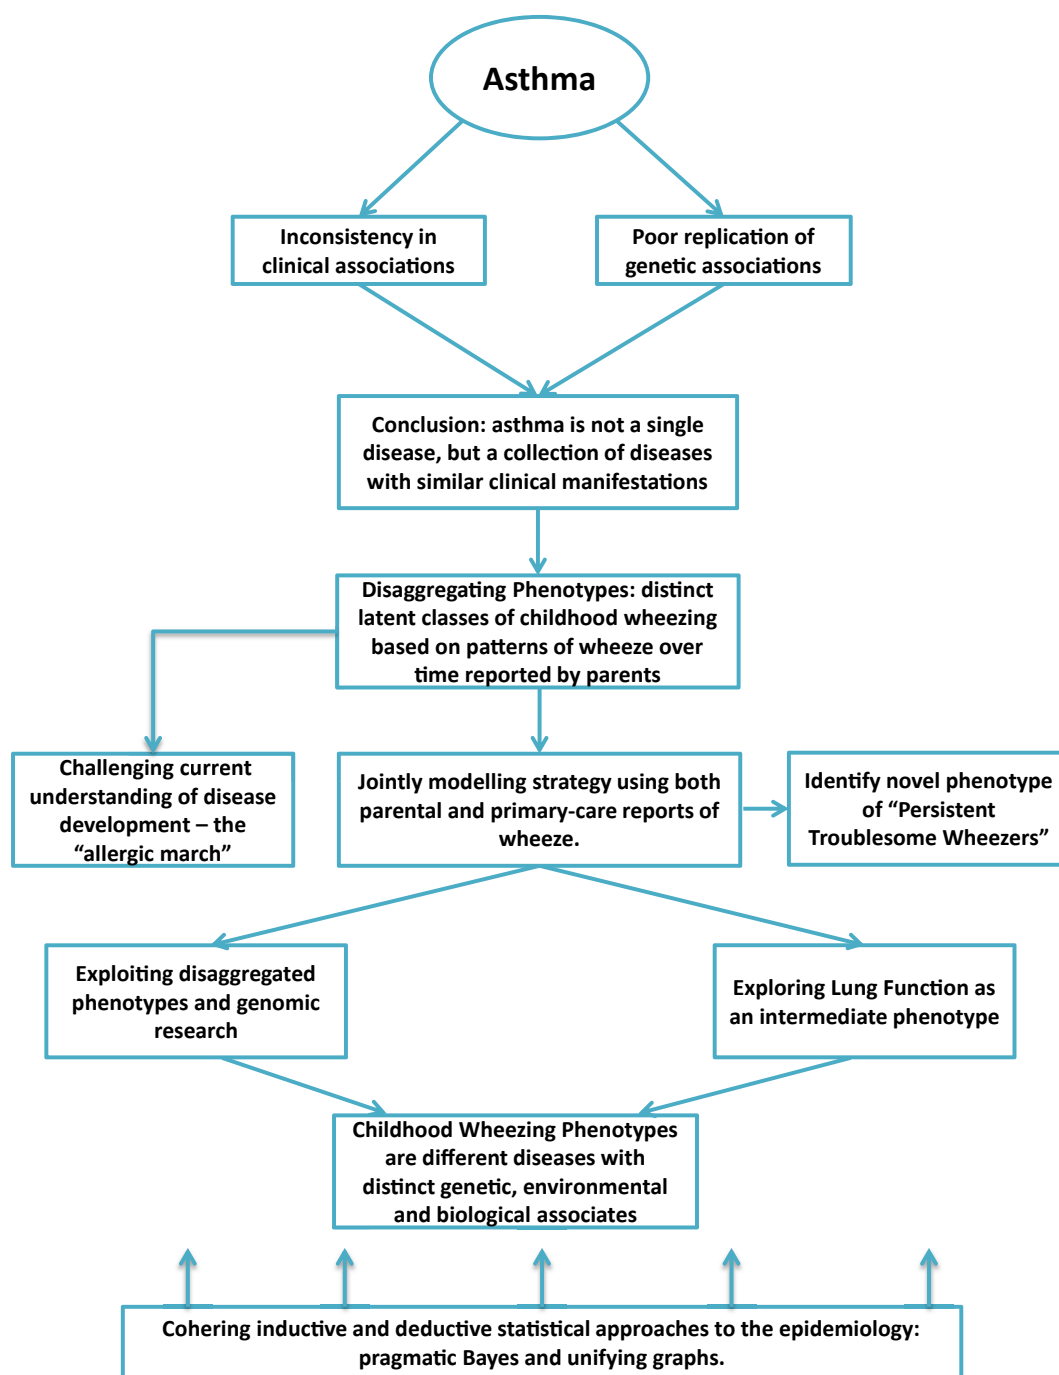 Asthma
Inconsistency in
clinical associations
Poor replication of
genetic associations
Conclusion: asthma is not a single
disease, but a collection of diseases
with similar clinical manifestations
Disaggregating Phenotypes: distinct
latent classes of childhood wheezing
based on patterns of wheeze over
time reported by parents
Challenging current
understanding of disease
development – the
“allergic march”
Jointly modelling strategy using both
parental and primary-care reports of
wheeze.
Identify novel phenotype
of “Persistent
Troublesome Wheezers”
Exploiting disaggregated
phenotypes and genomic
research
Exploring Lung Function as
an intermediate phenotype
Childhood Wheezing Phenotypes
are different diseases with
distinct genetic, environmental
and biological associates
Cohering inductive and deductive statistical approaches to the epidemiology:
pragmatic Bayes and unifying graphs.